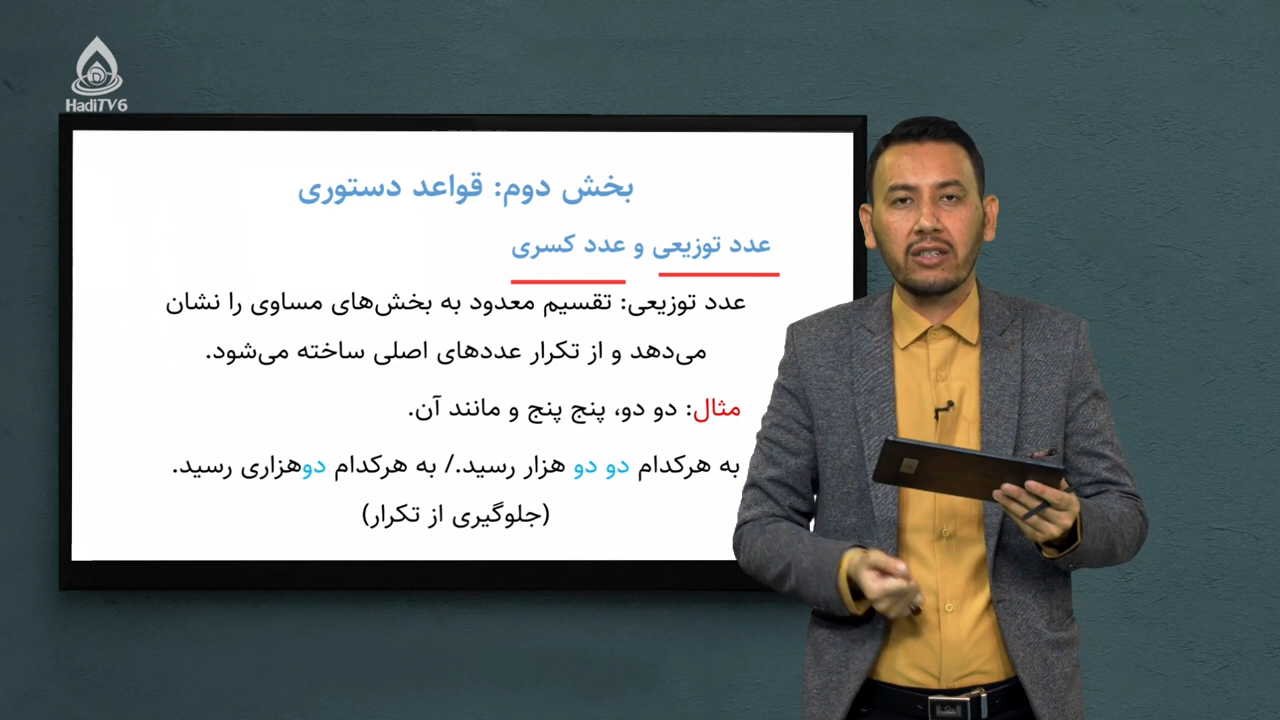 HadiTV6
بخش دوم: قواعد دستوری
عدد توزیعی و عدد کسری
عدد توزیعی: تقسیم معدود به بخش‌های مساوی را نشان
می‌دهد و از تکرار عددهای اصلی ساخته می‌شود.
مثال: دو دو، پنج پنج و مانند آن.
به هرکدام دو دو هزار رسید./ به هرکدام دوهزاری رسید.
(جلوگیری از تکرار)